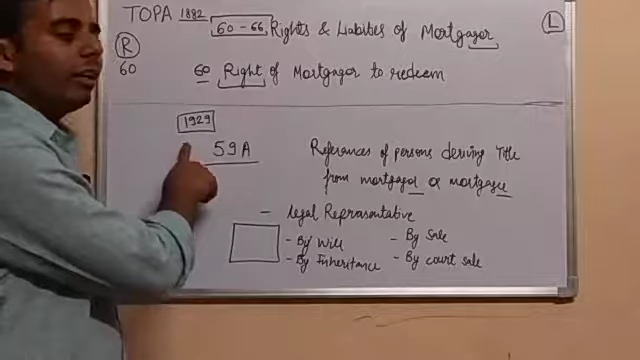 TOPA 1882 60-66 Rights & Liabities of Mortgagor
R L
60 60 Right of Mortgagor to redeem
1929
59A References of persons deriving Title
from mortgagor or mortgagee
- legal Representative
- By Will - By Sale
- By Inheritance - By court sale